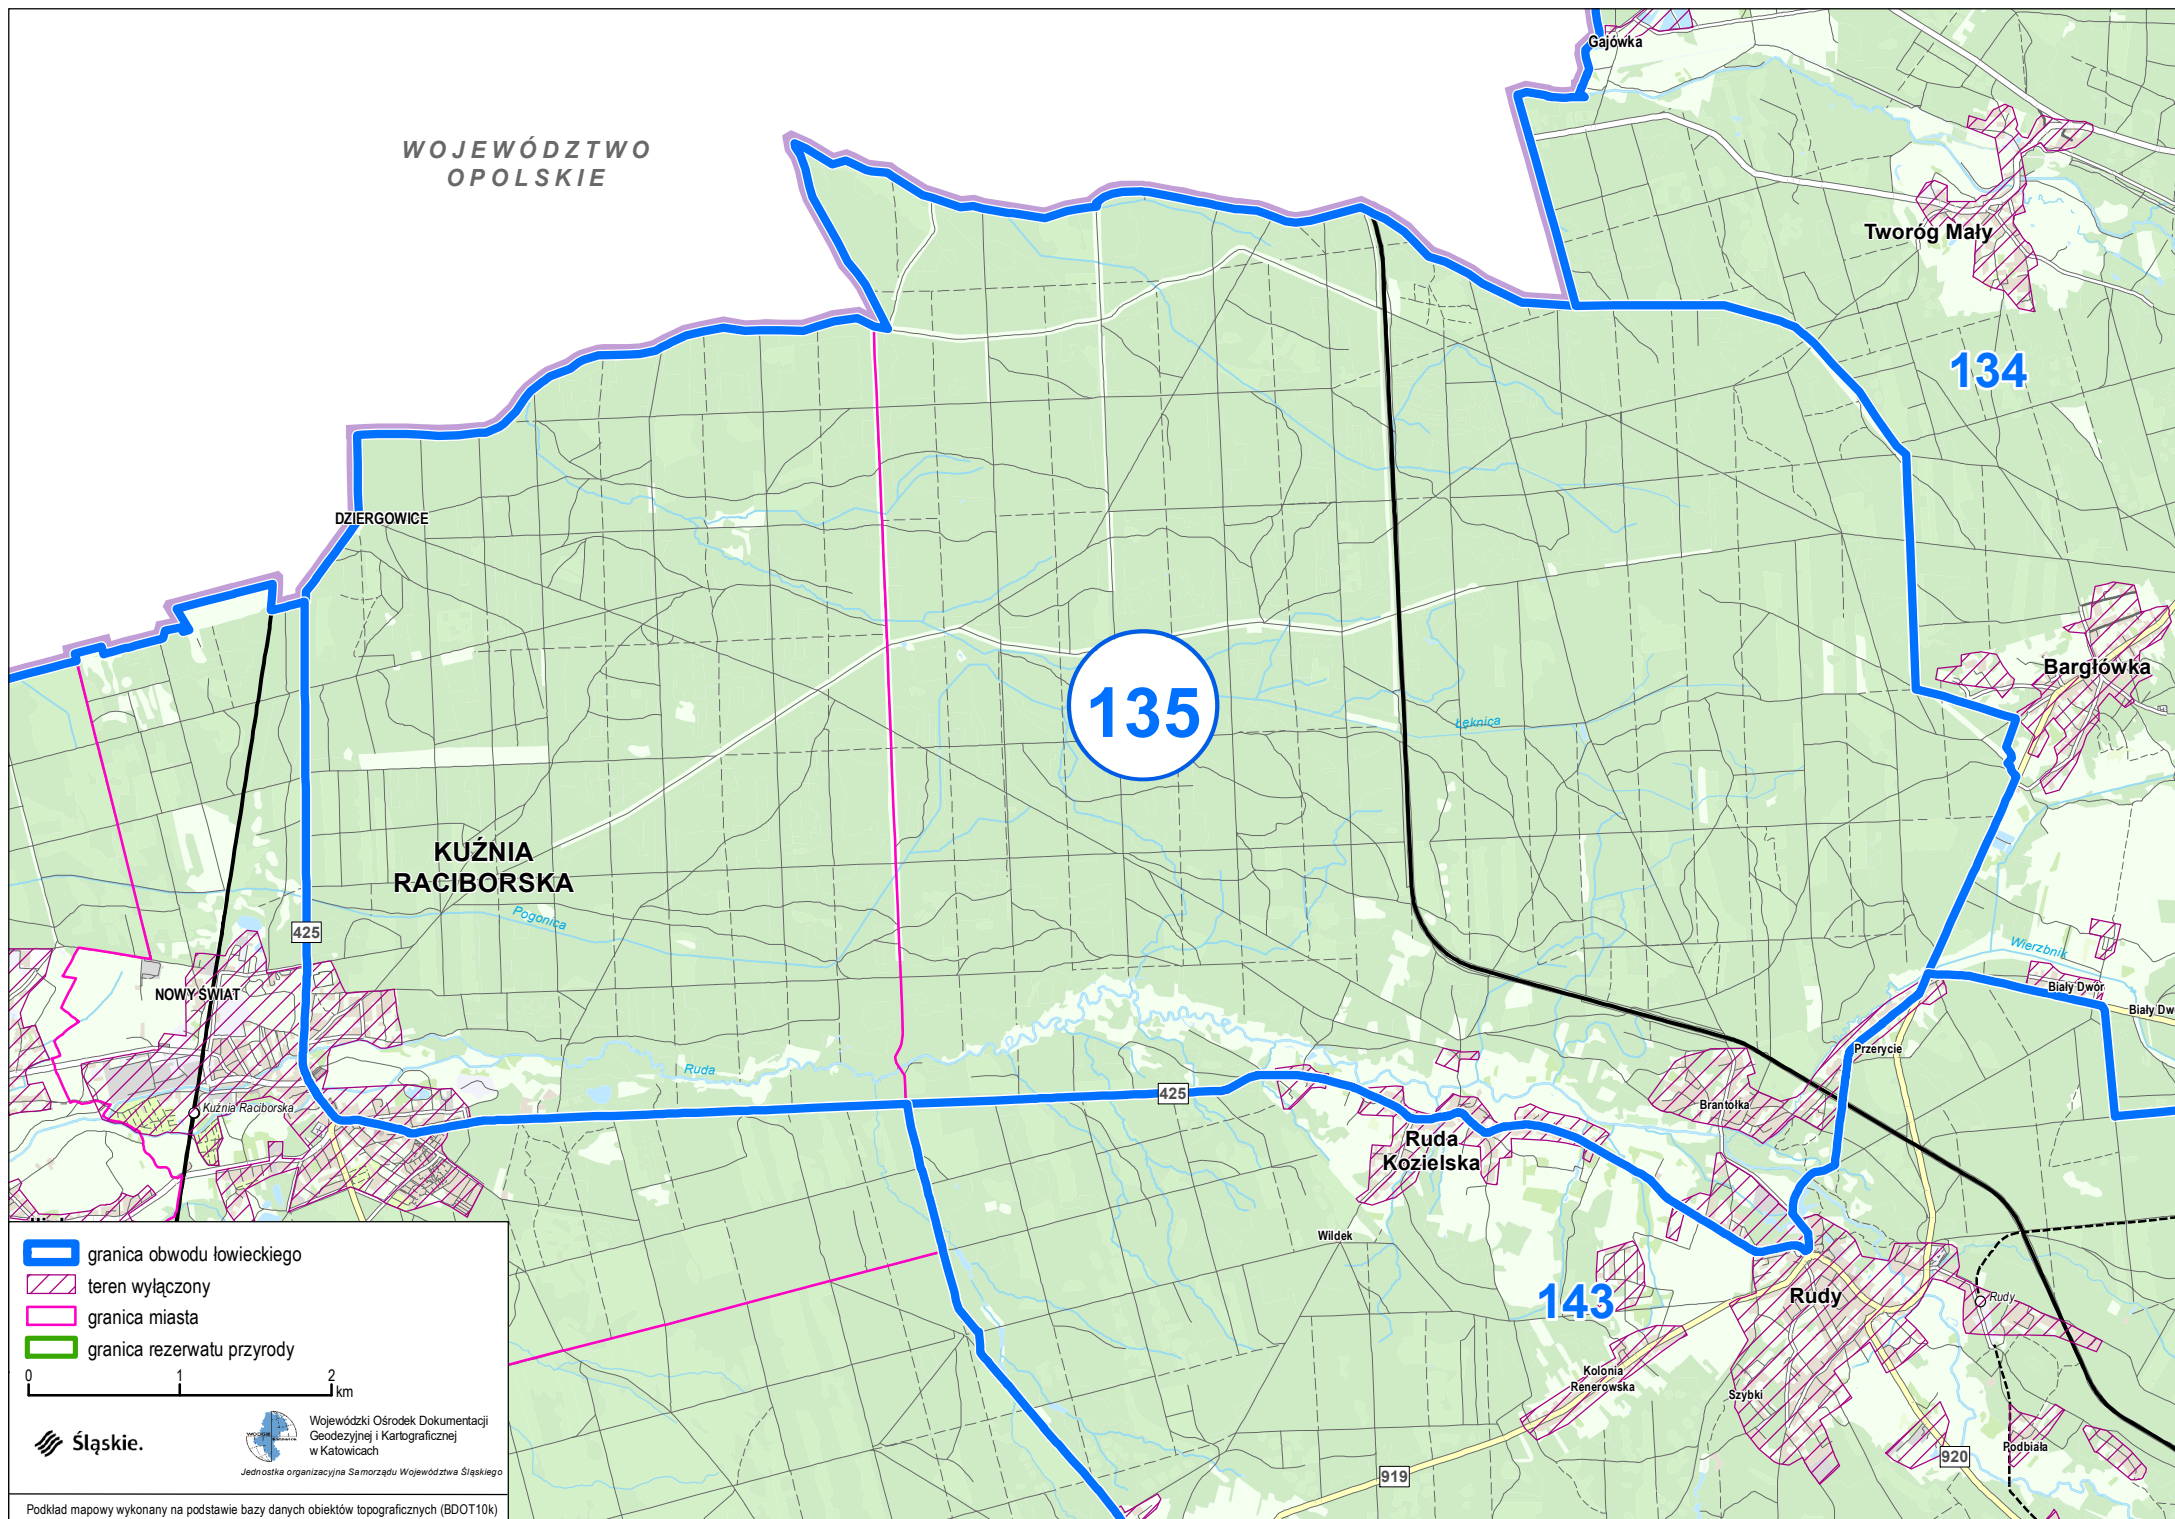 Gajówka
WOJEWÓDZTWO
OPOLSKIE
Tworóg Mały
134
DZIERGOWICE
Bargłówka
135
Łęknica
KUŹNIA
RACIBORSKA
Pogonica
425
Wierzbnik
NOWY ŚWIAT
Biały Dwór
Biały Dw
Przerycie
Ruda
425
Kuźnia Raciborska
Brantołka
Ruda
Kozielska
Wildek
143
Rudy
Rudy
Kolonia
Renerowska
Szybki
Podbiała
919
920
granica obwodu łowieckiego
teren wyłączony
granica miasta
granica rezerwatu przyrody
0 1 2
km
Śląskie.
Wojewódzki Ośrodek Dokumentacji
Geodezyjnej i Kartograficznej
w Katowicach
Jednostka organizacyjna Samorządu Województwa Śląskiego
Podkład mapowy wykonany na podstawie bazy danych obiektów topograficznych (BDOT10k)